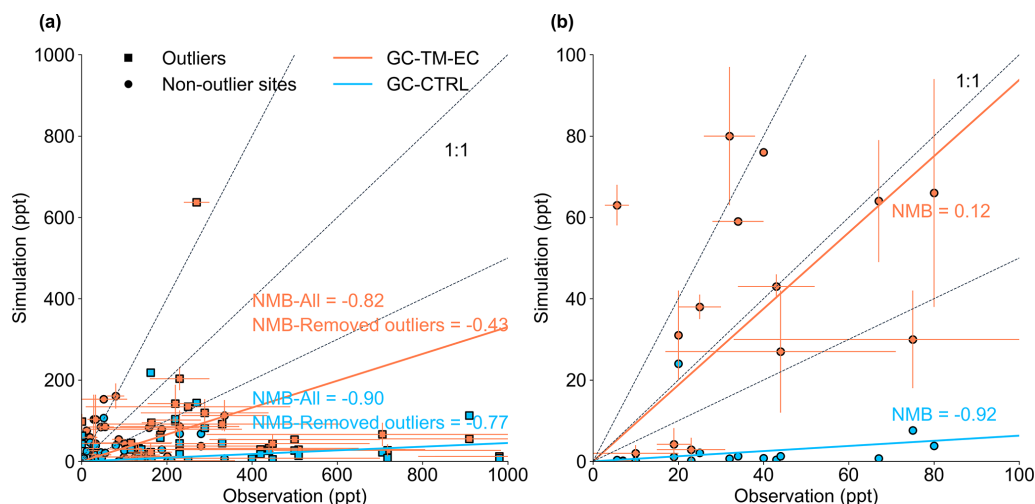 (a)
1000
800
600
400
200
0
Simulation (ppt)
Outliers
Non-outlier sites
GC-TM-EC
GC-CTRL
1:1
NMB-All = -0.82
NMB-Removed outliers = -0.43
NMB-All = -0.90
NMB-Removed outliers = -0.77
0 200 400 600 800 1000
Observation (ppt)
(b)
100
80
60
40
20
0
Simulation (ppt)
1:1
NMB = 0.12
NMB = -0.92
0 20 40 60 80 100
Observation (ppt)